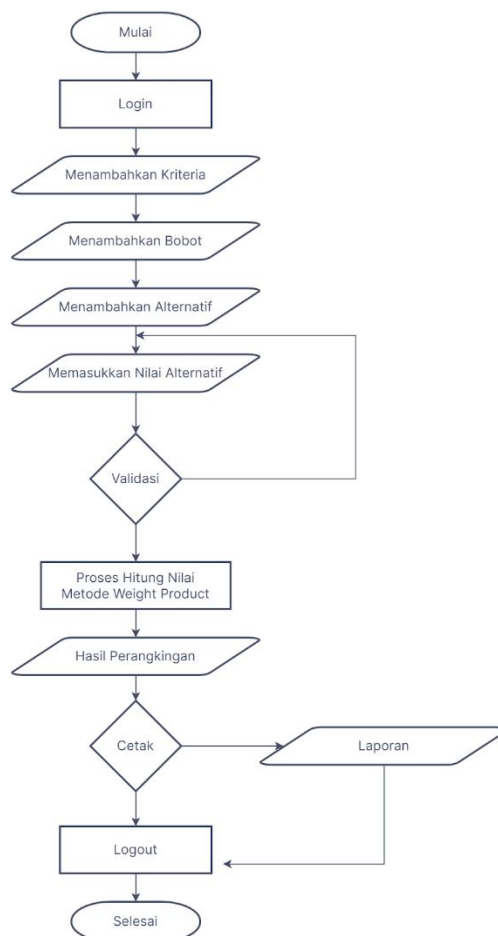 Mulai
Login
Menambahkan Kriteria
Menambahkan Bobot
Menambahkan Alternatif
Memasukkan Nilai Alternatif
Validasi
Proses Hitung Nilai
Metode Weight Product
Hasil Perangkingan
Cetak
Laporan
Logout
Selesai